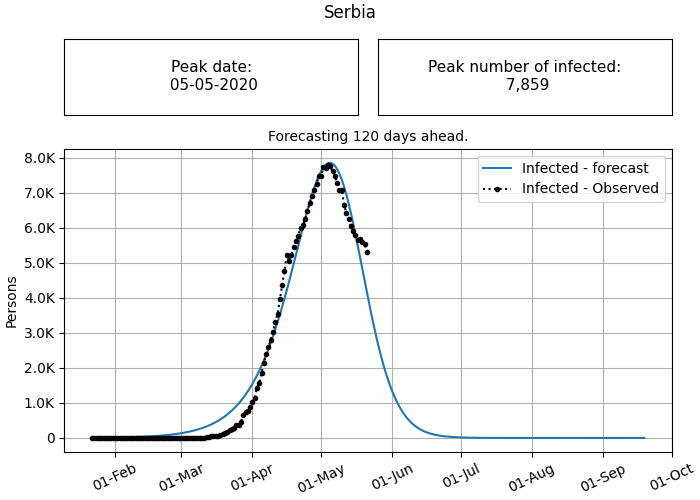 Serbia
Peak date:
05-05-2020
Peak number of infected:
7,859
Forecasting 120 days ahead.
Infected - forecast
Infected - Observed
8.0K
7.0K
6.0K
5.0K
4.0K
3.0K
2.0K
1.0K
0
Persons
01-Feb
01-Mar
01-Apr
01-May
01-Jun
01-Jul
01-Aug
01-Sep
01-Oct